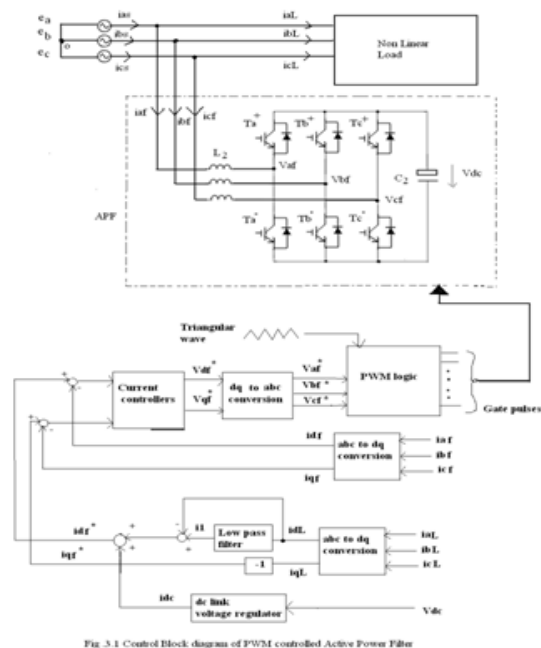 ea
ias
iaL
eb
ibs
ibL
ec
o
ics
icL
Non Linear
Load
iaf
ibf
icf
Ta+
Tb+
Tc+
L2
Vaf
Vbf
Vcf
C2
Vdc
APF
Ta-
Tb-
Tc-
Triangular
wave
Vdf*
Vqf*
Vaf*
Vbf*
Vcf*
Current
controllers
dq to abc
conversion
PWM logic
Gate pulses
idf
iqf
abc to dq
conversion
iaf
ibf
icf
idf*
iqf*
i1
Low pass
filter
idL
iqL
-1
abc to dq
conversion
iaL
ibL
icL
idc
dc link
voltage regulator
Vdc
Fig .3.1 Control Block diagram of PWM controlled Active Power Filter